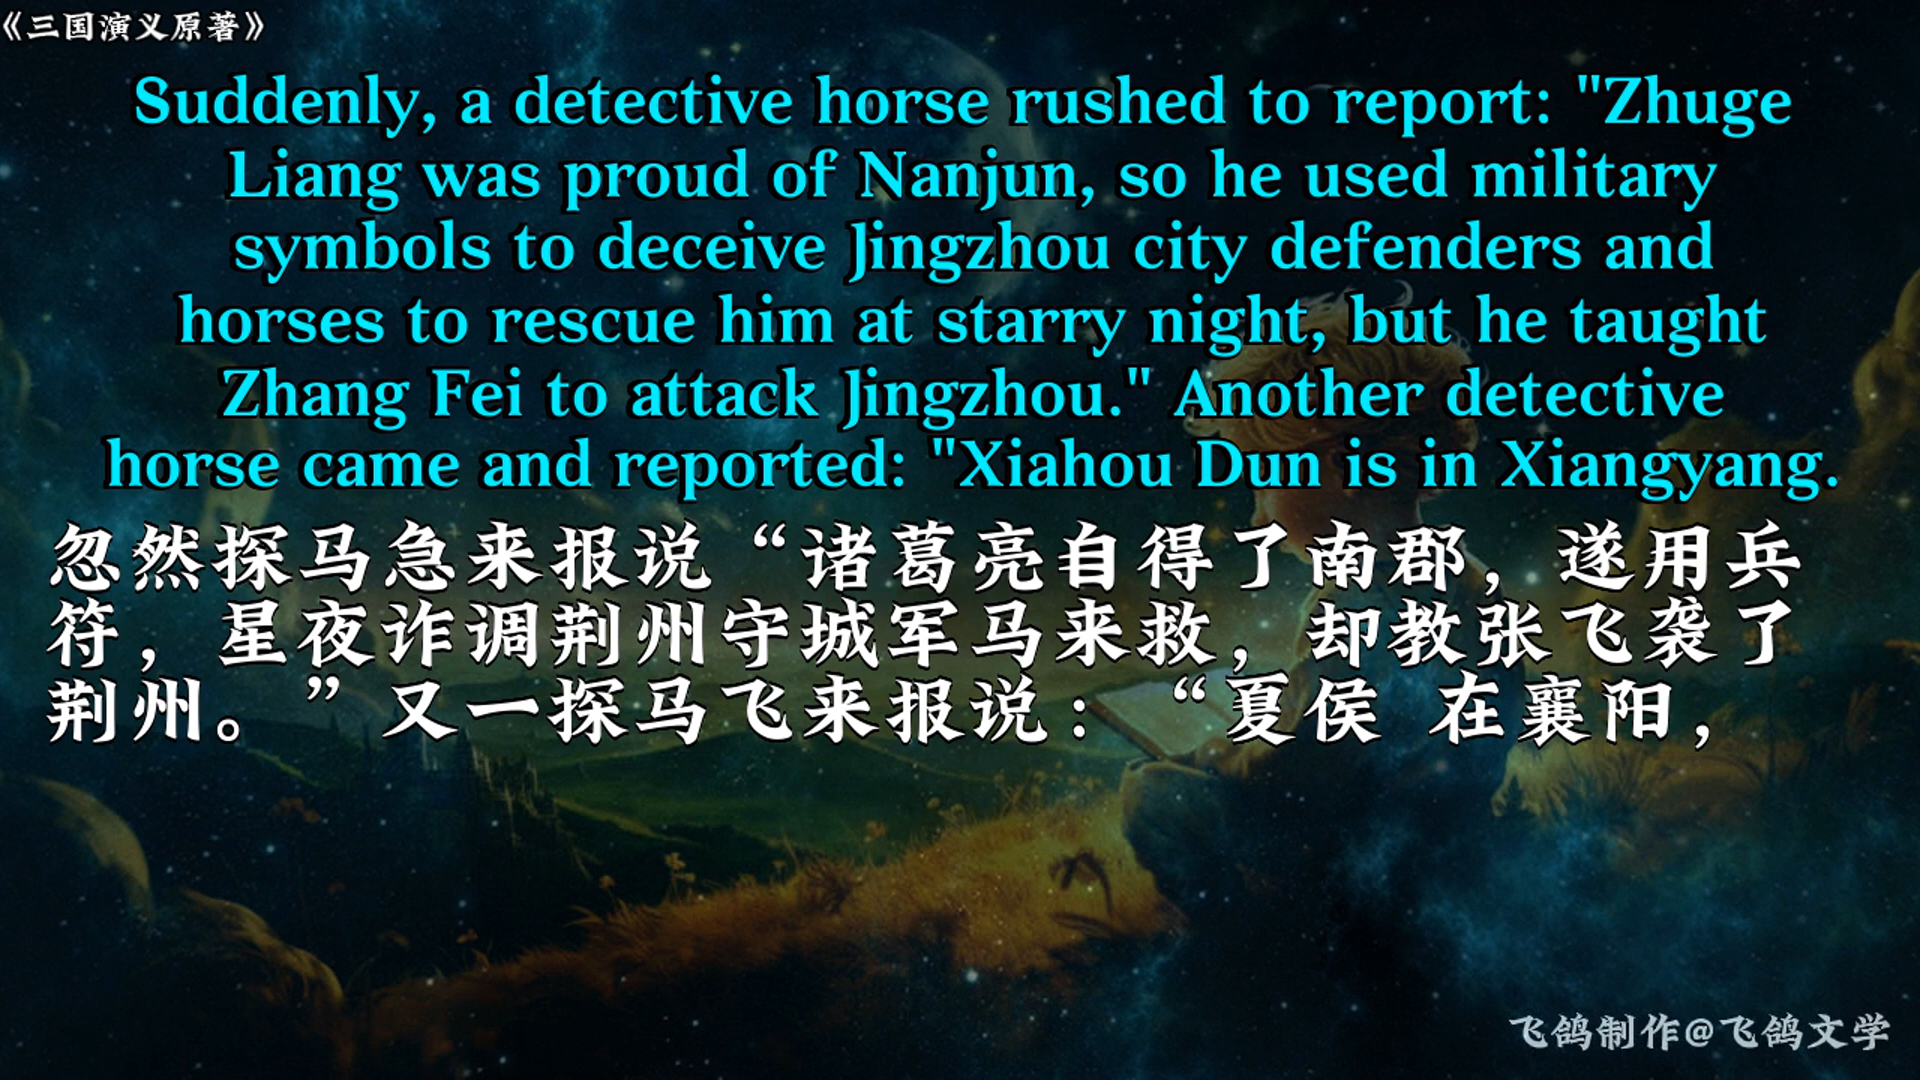 《三国演义原著》
Suddenly, a detective horse rushed to report: "Zhuge
Liang was proud of Nanjun, so he used military
symbols to deceive Jingzhou city defenders and
horses to rescue him at starry night, but he taught
Zhang Fei to attack Jingzhou." Another detective
horse came and reported: "Xiahou Dun is in Xiangyang.
忽然探马急来报说“诸葛亮自得了南郡，遂用兵
符，星夜诈调荆州守城军马来救，却教张飞袭了
荆州。”又一探马飞来报说：“夏侯 在襄阳，
飞鸽制作@飞鸽文学